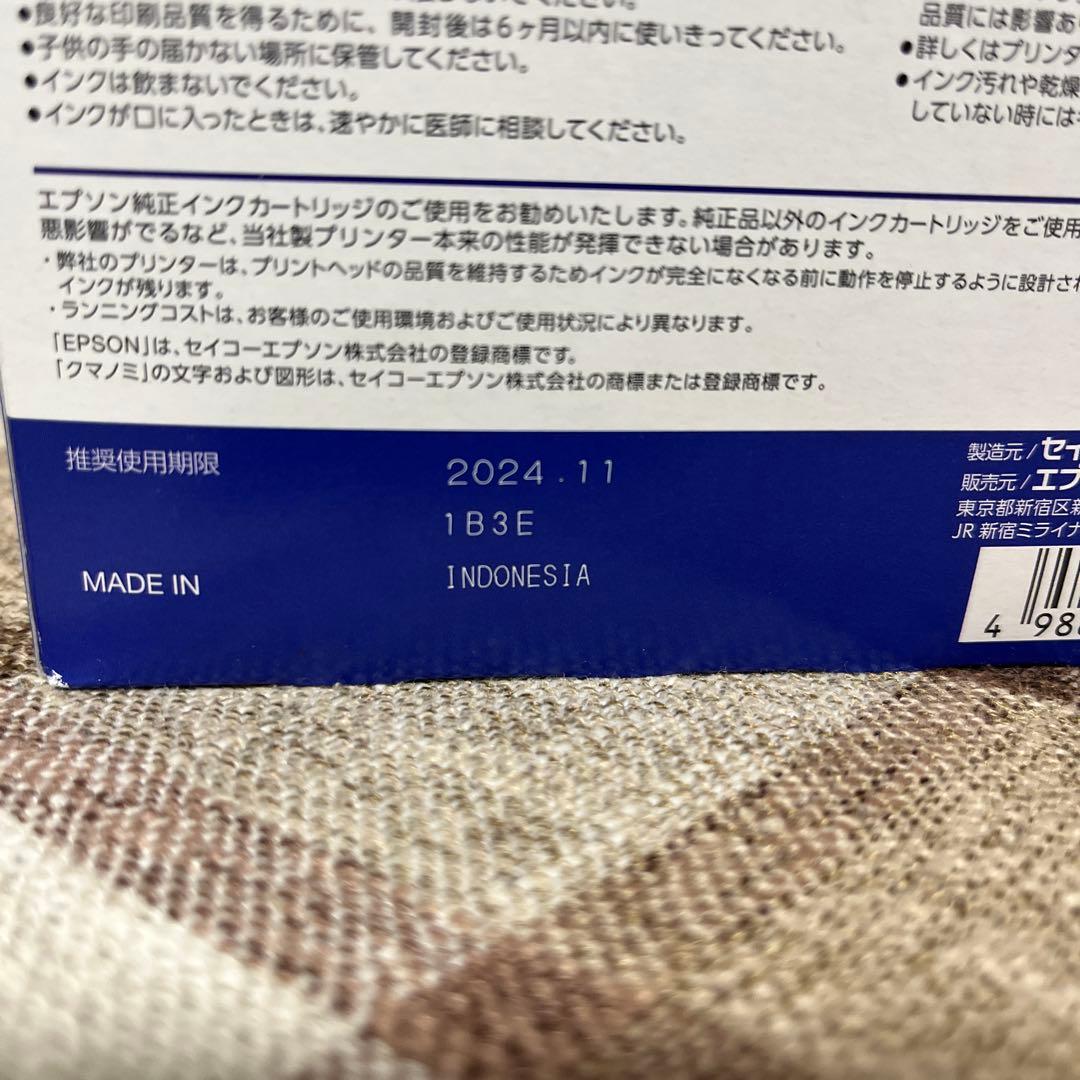 ●良好な印刷品質を得るために、開封後は6ヶ月以内に使いきってください。
●子供の手の届かない場所に保管してください。
●インクは飲まないでください。
●インクが口に入ったときは、速やかに医師に相談してください。
品質には影響あ
●詳しくはプリンタ
●インク汚れや乾燥
していない時には
エプソン純正インクカートリッジのご使用をお勧めいたします。純正品以外のインクカートリッジをご使用
悪影響がでるなど、当社製プリンター本来の性能が発揮できない場合があります。
・弊社のプリンターは、プリントヘッドの品質を維持するためインクが完全になくなる前に動作を停止するように設計され
インクが残ります。
・ランニングコストは、お客様のご使用環境およびご使用状況により異なります。
「EPSON」は、セイコーエプソン株式会社の登録商標です。
「クマノミ」の文字および図形は、セイコーエプソン株式会社の商標または登録商標です。
推奨使用期限 2024.11
1B3E
MADE IN INDONESIA
製造元/セイ
販売元/エプ
東京都新宿区新
JR新宿ミライナ
4 988